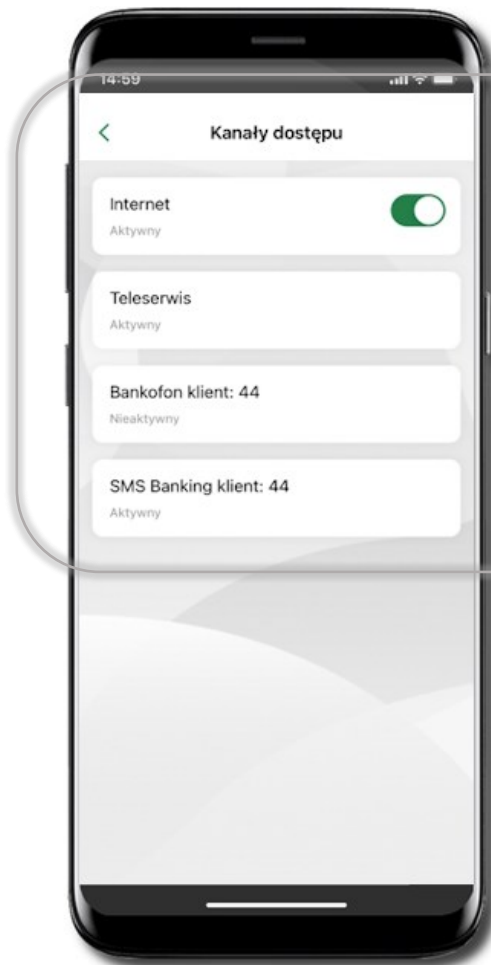 14:59
Kanały dostępu
Internet
Aktywny
Teleserwis
Aktywny
Bankofon klient: 44
Nieaktywny
SMS Banking klient: 44
Aktywny